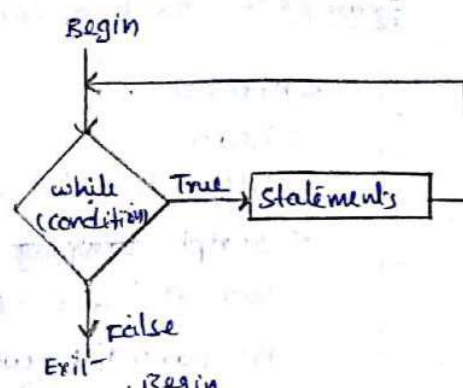 Begin
while
(condition)
True
Statements
False
Exit
Begin